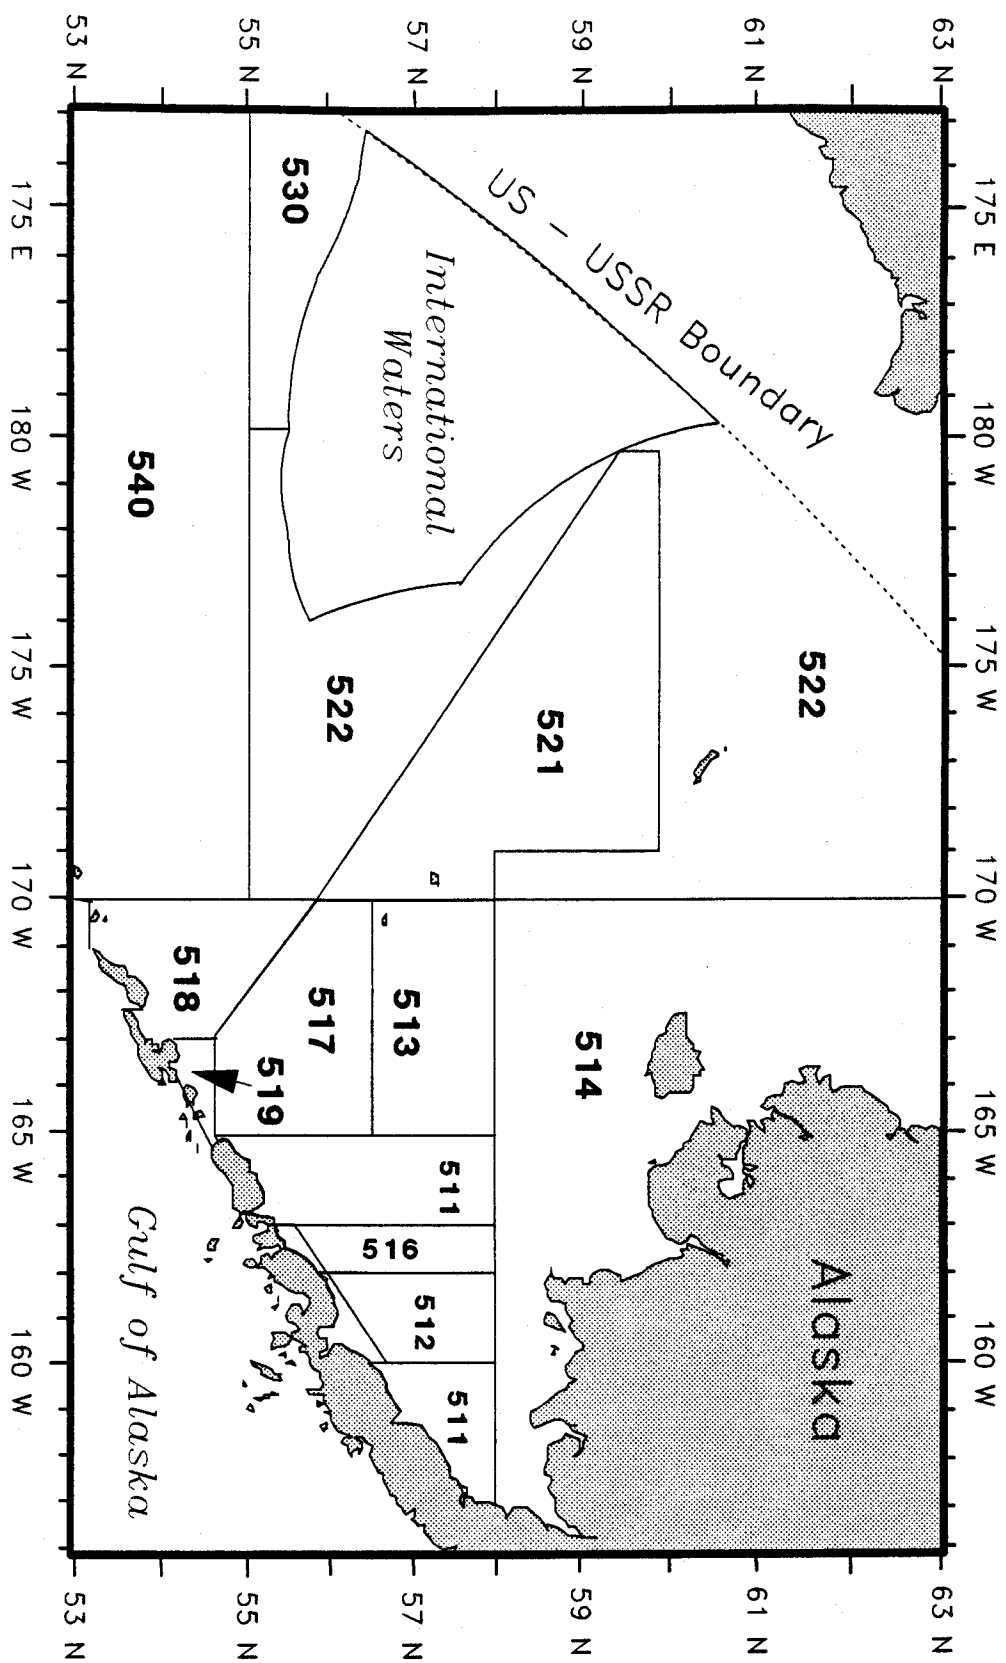 175 E
180 W
175 W
170 W
165 W
160 W
63 N
63 N
61 N
61 N
59 N
59 N
57 N
57 N
55 N
55 N
53 N
53 N
US - USSR Boundary
522
Alaska
514
521
International
Waters
511
511
512
516
513
517
522
530
519
518
540
Gulf of Alaska
175 E
180 W
175 W
170 W
165 W
160 W